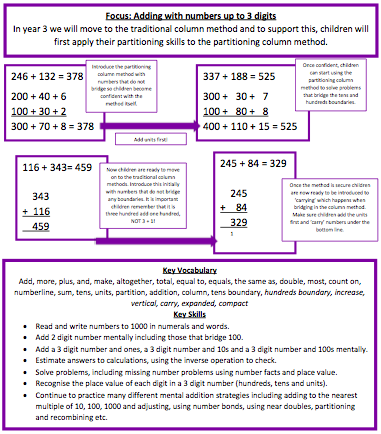 Focus: Adding with numbers up to 3 digits
In year 3 we will move to the traditional column method and to support this, children will
first apply their partitioning skills to the partitioning column method.
246 + 132 = 378
200 + 40 + 6
100 + 30 + 2
300 + 70 + 8 = 378
Introduce the partitioning
column method with
numbers that do not
bridge so children become
confident with the
method itself.
337 + 188 = 525
300 + 30 + 7
100 + 80 + 8
400 + 110 + 15 = 525
Once confident, children
can start using the
partitioning column
method to solve problems
that bridge the tens and
hundreds boundaries.
Add units first!
116 + 343= 459
343
+ 116
459
Now children are ready to move
on to the traditional column
methods. Introduce this initially
with numbers that do not bridge
any boundaries. It is important
children remember that it is
three hundred add one hundred,
NOT 3 + 1!
245 + 84 = 329
245
+ 84
329
1
Once the method is secure children
are now ready to be introduced to
'carrying' which happens when
bridging in the column method.
Make sure children add the units
first and 'carry' numbers under the
bottom line.
Key Vocabulary
Add, more, plus, and, make, altogether, total, equal to, equals, the same as, double, most, count on,
numberline, sum, tens, units, partition, addition, column, tens boundary, hundreds boundary, increase,
vertical, carry, expanded, compact
Key Skills
• Read and write numbers to 1000 in numerals and words.
• Add 2 digit numbers mentally including those that bridge 100.
• Add a 3 digit number and ones, a 3 digit number and 10s and a 3 digit number and 100s mentally.
• Estimate answers to calculations, using the inverse operation to check.
• Solve problems, including missing number problems using number facts and place value.
• Recognise the place value of each digit in a 3 digit number (hundreds, tens and units).
• Continue to practice many different mental addition strategies including adding to the nearest
multiple of 10, 100, 1000 and adjusting, using number bonds, using near doubles, partitioning
and recombining etc.